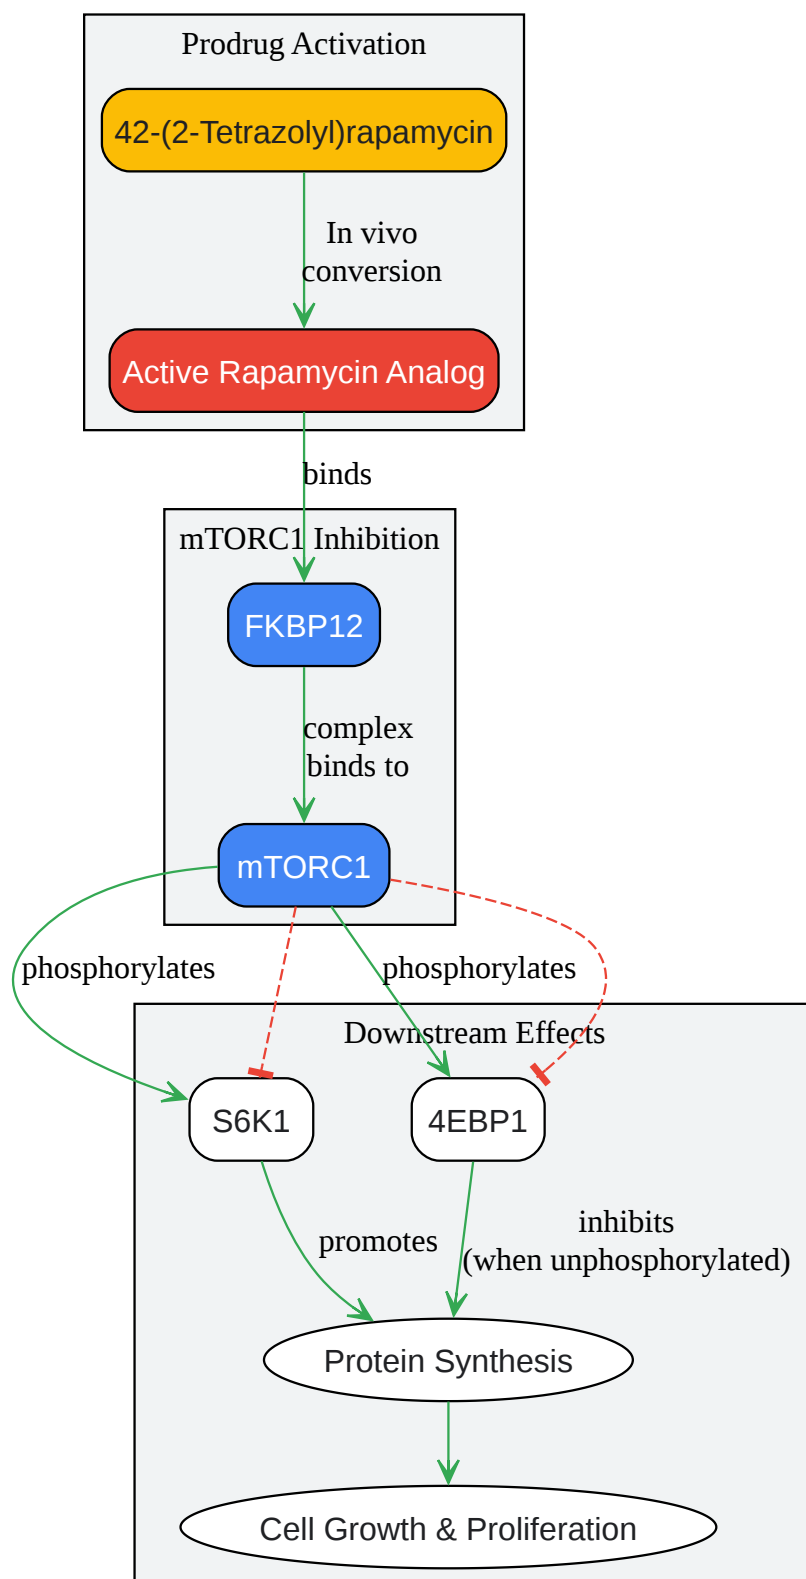 Prodrug Activation
42-(2-Tetrazolyl)rapamycin
In vivo
conversion
Active Rapamycin Analog
binds
mTORC1 Inhibition
FKBP12
complex
binds to
mTORC1
phosphorylates
phosphorylates
Downstream Effects
S6K1
4EBP1
promotes
inhibits
(when unphosphorylated)
Protein Synthesis
Cell Growth & Proliferation